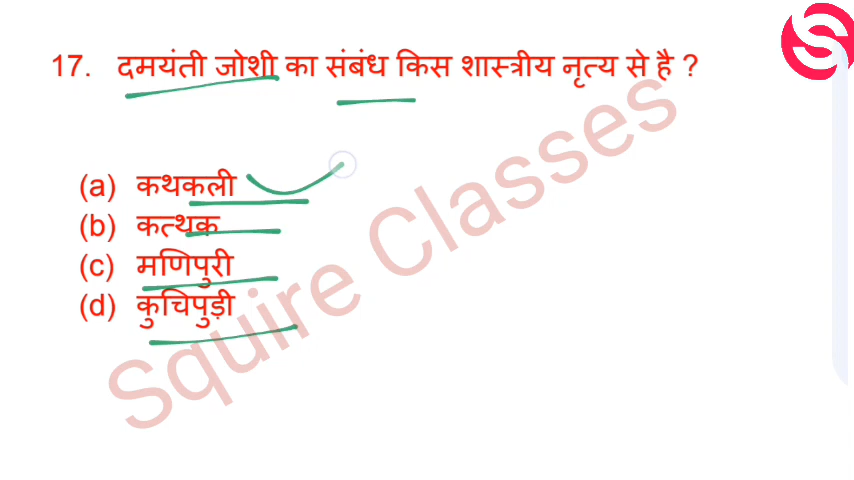 17. दमयंती जोशी का संबंध किस शास्त्रीय नृत्य से है ?
(a) कथकली
(b) कत्थक
(c) मणिपुरी
(d) कुचिपुड़ी
Squire Classes